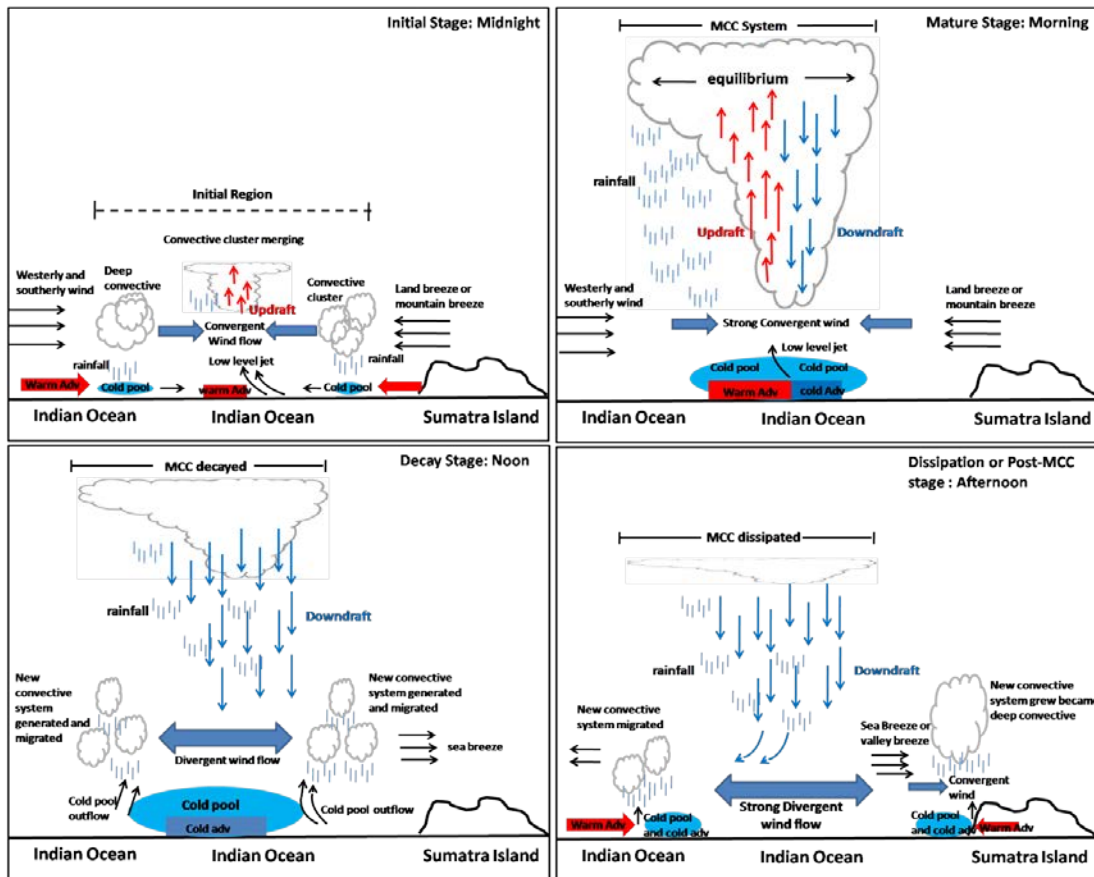 Initial Stage: Midnight
Initial Region
Convective cluster merging
Westerly and
southerly wind
Deep
convective
Updraft
Convective
cluster
Land breeze
or mountain
breeze
Convergent
Wind flow
rainfall
Low level jet
rainfall
Warm Adv
Cold pool
warm Adv
Cold pool
Indian Ocean
Indian Ocean
Sumatra Island
MCC System
Mature Stage: Morning
equilibrium
rainfall
Updraft
Downdraft
Westerly and
southerly wind
Land breeze or
mountain breeze
Strong Convergent wind
Low level jet
Cold pool
Cold pool
Warm Adv
cold Adv
Indian Ocean
Indian Ocean
Sumatra Island
Decay Stage: Noon
MCC decayed
rainfall
Downdraft
New
convective
system
generated and
migrated
New convective
system generated
and migrated
Divergent wind flow
sea breeze
Cold pool
outflow
Cold pool
Cold pool outflow
Cold adv
Indian Ocean
Indian Ocean
Sumatra Island
Dissipation or Post-MCC
stage : Afternoon
MCC dissipated
rainfall
Downdraft
New convective
system migrated
New convective
system grew became
deep convective
Sea Breeze or
valley breeze
Convergent
wind
Strong Divergent
wind flow
Warm Adv
Cold pool
and cold adv
Cold pool
and cold adv
Warm Adv
Indian Ocean
Indian Ocean
Sumatra Island